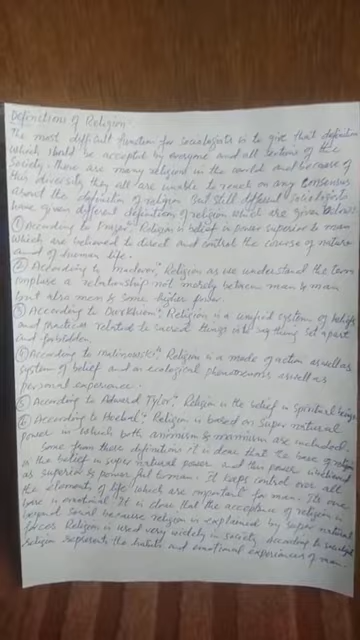 Definitions of Religion:
The most difficult function for sociologists is to give that definition
which should be accepted by everyone and all sections of the
society. There are many religions in the world and because of
this diversity they all are unable to reach on any consensus
about the definition of religion. But still different sociologists
have given different definitions of religion which are given below:
① According to Frazer:" Religion is belief in power superior to man
which are believed to direct and control the course of nature
and of human life.
② According to Maclver:" Religion as we understand the term
implies a relationship not merely between man & man
but also man & some higher power.
③ According to Durkheim:" Religion is a unified system of beliefs
and practices relative to sacred things into say thing set apart
and forbidden.
④ According to malinowski:" Religion is a mode of action as well as
system of belief and an sociological phenomenons as well as
personal experience.
⑤ According to Adward Tylor:" Religion is the belief in Spiritual beings
⑥ According to " Religion is based on Super natural
power in which both animism & manaism are included.
Some from these definitions it is clear that the base of religion
is the belief in super natural power and this power
as superior & powerful to man. It keeps control over all
the elements of life which are important for man. Its one
base is emotional. It is clear that the acceptance of religion is
beyond social because religion is explained by super natural
forces. Religion is used very widely in society. According to
religion represents the beliefs and emotional experiences of man.